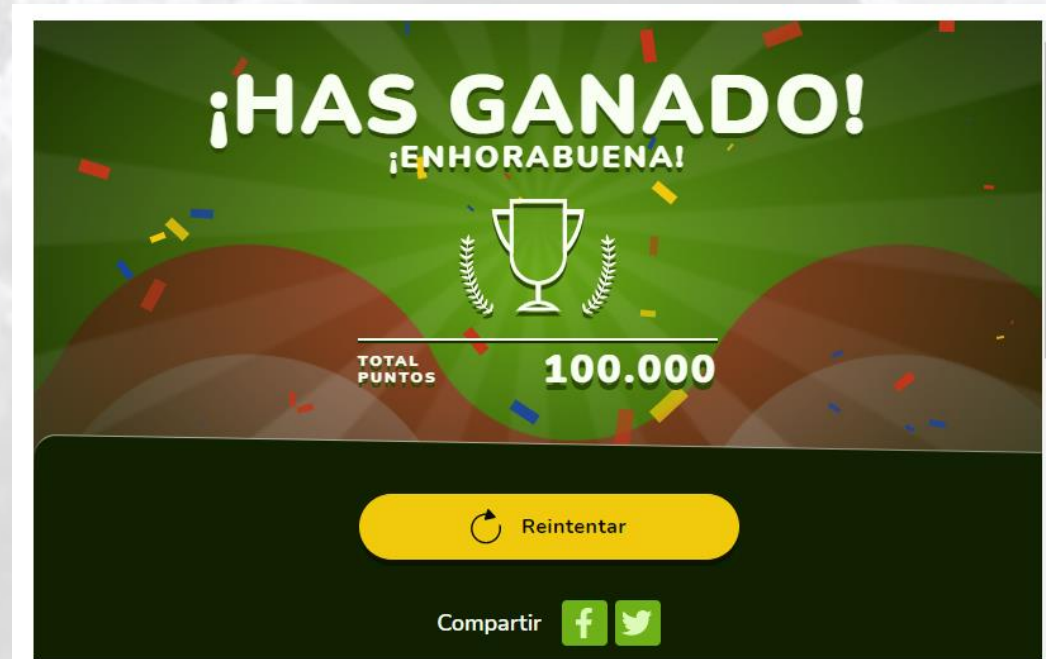 ¡HAS GANADO!
¡ENHORABUENA!
TOTAL
PUNTOS
100.000
Reintentar
Compartir